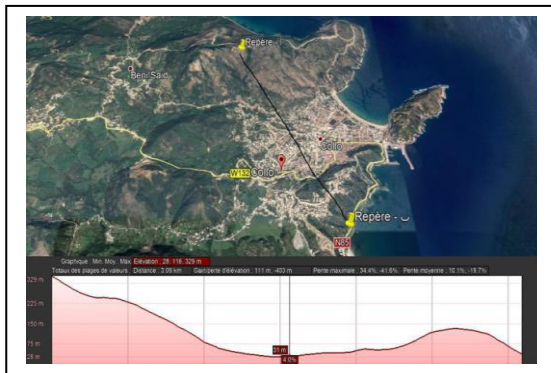 Repère
Beni Said
Collo
W132 Collo
Repère - ب
N85
Graphique Min. Moy. Max. Élévation : 28, 116, 329 m
Totaux des plages de valeurs Distance : 3.06 km Gain/perte d'élévation : 111 m, -403 m Pente maximale : 34.4%, -41.6% Pente moyenne : 10.1%, -19.7%
329 m
225 m
150 m
75 m
28 m
31 m
4.0%